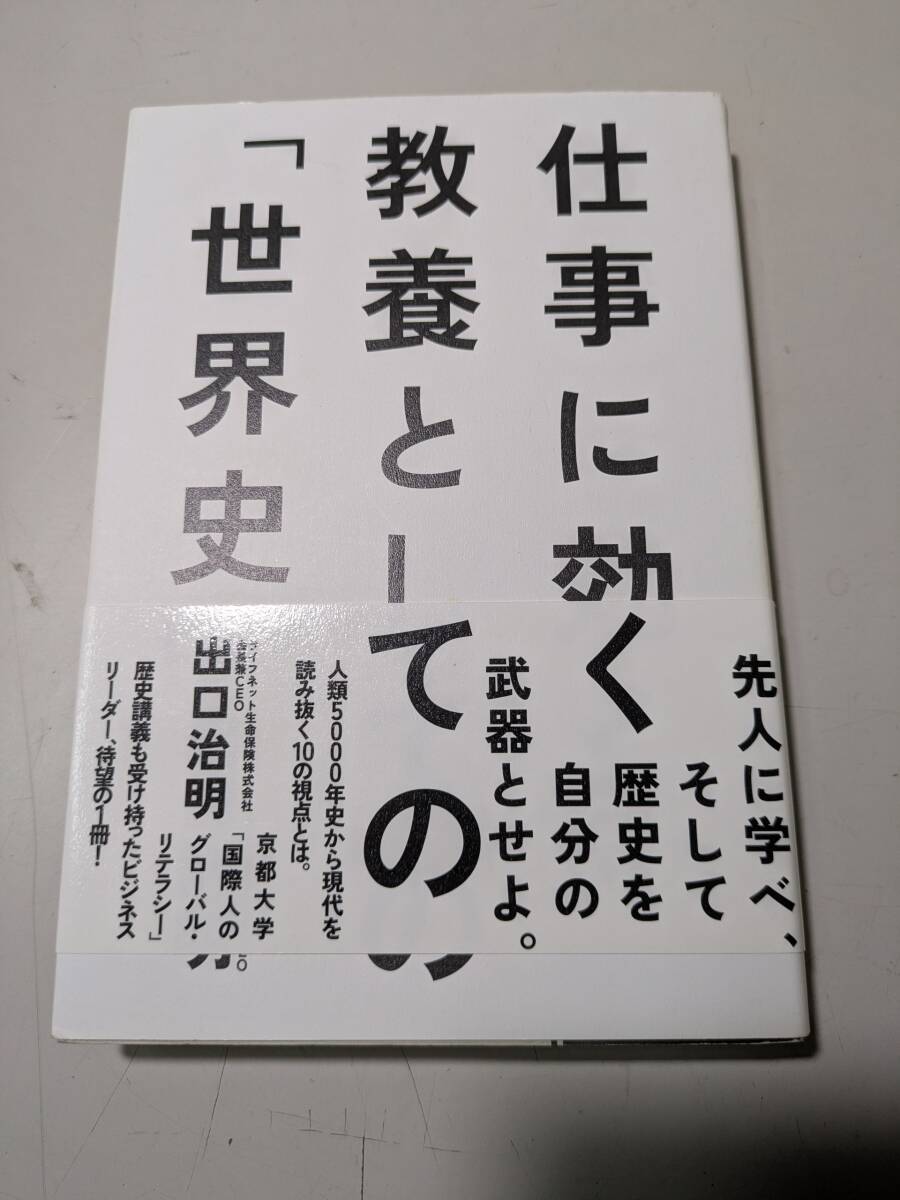 仕事に効く
教養としての
「世界史
先人に学べ、
そして
歴史を
自分の
武器とせよ。
人類5000年史から現代を
読み抜く10の視点とは。
ライフネット生命保険株式会社
会長兼CEO
出口治明
京都大学
「国際人の
グローバル・
リテラシー」
歴史講義も受け持ったビジネス
リーダー、待望の1冊!